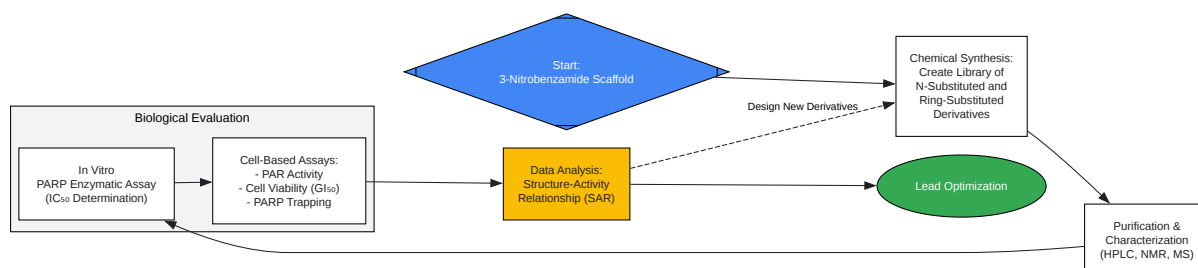 Start:
3-Nitrobenzamide Scaffold
Chemical Synthesis:
Create Library of
N-Substituted and
Ring-Substituted
Derivatives
Design New Derivatives
Biological Evaluation
In Vitro
PARP Enzymatic Assay
(IC₅₀ Determination)
Cell-Based Assays:
- PAR Activity
- Cell Viability (GI₅₀)
- PARP Trapping
Data Analysis:
Structure-Activity
Relationship (SAR)
Lead Optimization
Purification &
Characterization
(HPLC, NMR, MS)